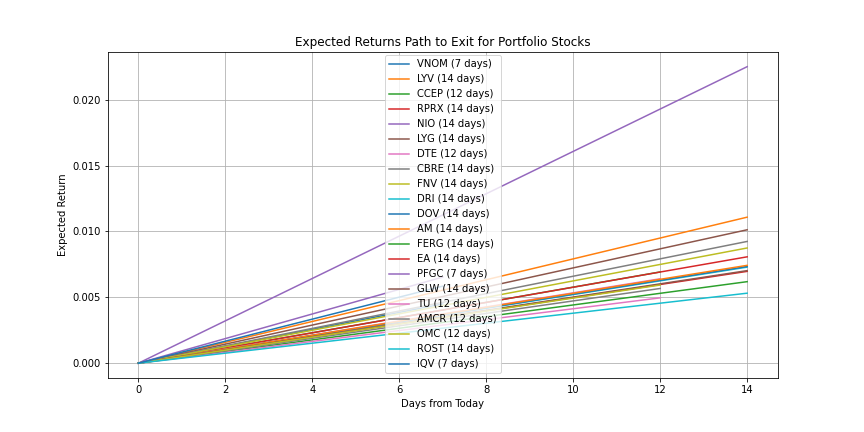 Expected Returns Path to Exit for Portfolio Stocks
0.020
0.015
0.010
0.005
0.000
Expected Return
VNOM (7 days)
LYV (14 days)
CCEP (12 days)
RPRX (14 days)
NIO (14 days)
LYG (14 days)
DTE (12 days)
CBRE (14 days)
FNV (14 days)
DRI (14 days)
DOV (14 days)
AM (14 days)
FERG (14 days)
EA (14 days)
PFGC (7 days)
GLW (14 days)
TU (12 days)
AMCR (12 days)
OMC (12 days)
ROST (14 days)
IQV (7 days)
0 2 4 6 8 10 12 14
Days from Today